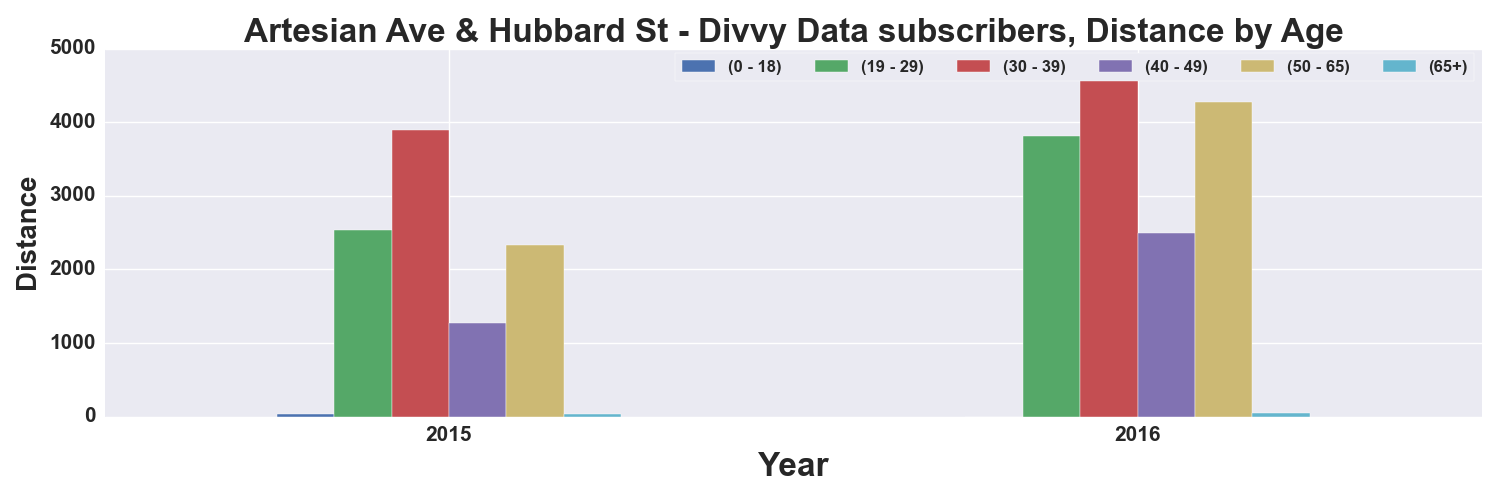 Artesian Ave & Hubbard St - Divvy Data subscribers, Distance by Age
(0 - 18) (19 - 29) (30 - 39) (40 - 49) (50 - 65) (65+)
Distance
5000
4000
3000
2000
1000
0
2015 2016
Year